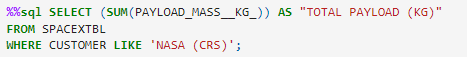 %%sql SELECT (SUM(PAYLOAD_MASS__KG_)) AS "TOTAL PAYLOAD (KG)"
FROM SPACEXTBL
WHERE CUSTOMER LIKE 'NASA (CRS)';